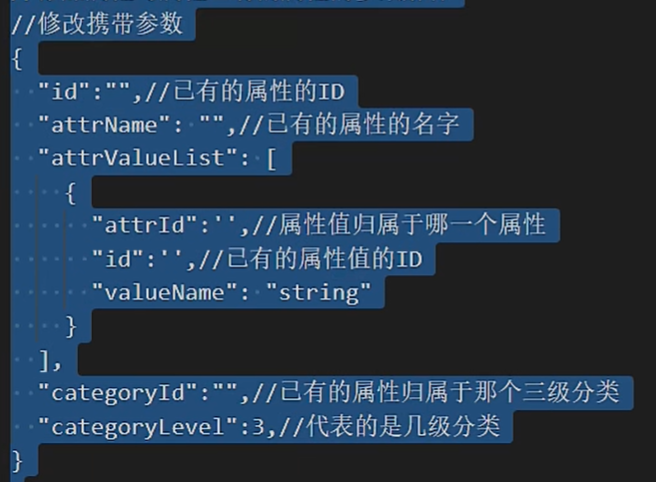 //修改携带参数
{
"id":"",//已有的属性的ID
"attrName": "",//已有的属性的名字
"attrValueList": [
{
"attrId":'',//属性值归属于哪一个属性
"id":'',//已有的属性值的ID
"valueName": "string"
}
],
"categoryId":"",//已有的属性归属于那个三级分类
"categoryLevel":3,//代表的是几级分类
}